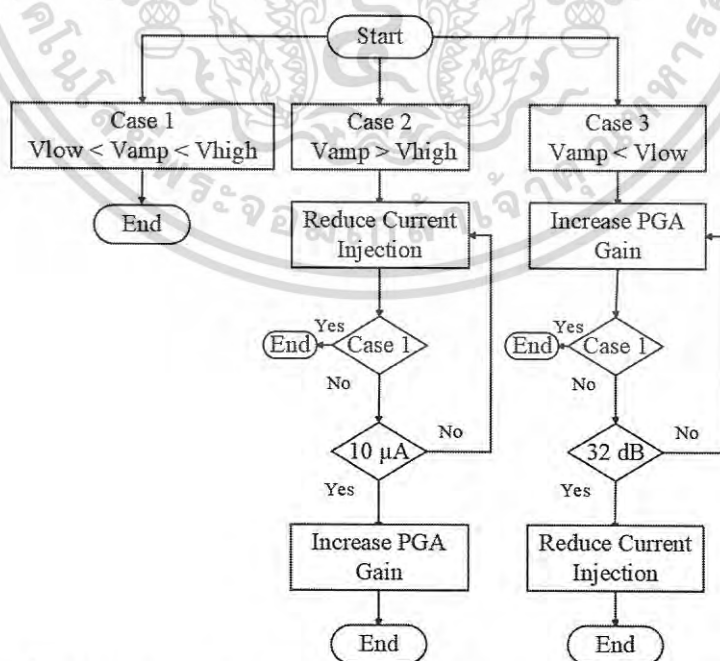 Start
Case 1
Vlow < Vamp < Vhigh
End
Case 2
Vamp > Vhigh
Reduce Current
Injection
Case 1
Yes
End
No
10 μA
No
Yes
Increase PGA
Gain
End
Case 3
Vamp < Vlow
Increase PGA
Gain
Case 1
Yes
End
No
32 dB
No
Yes
Reduce Current
Injection
End